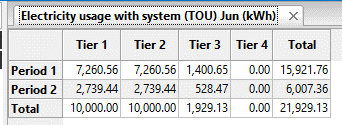 Electricity usage with system (TOU) Jun (kWh) ×
Tier 1 Tier 2 Tier 3 Tier 4 Total
Period 1 7,260.56 7,260.56 1,400.65 0.00 15,921.76
Period 2 2,739.44 2,739.44 528.47 0.00 6,007.36
Total 10,000.00 10,000.00 1,929.13 0.00 21,929.13